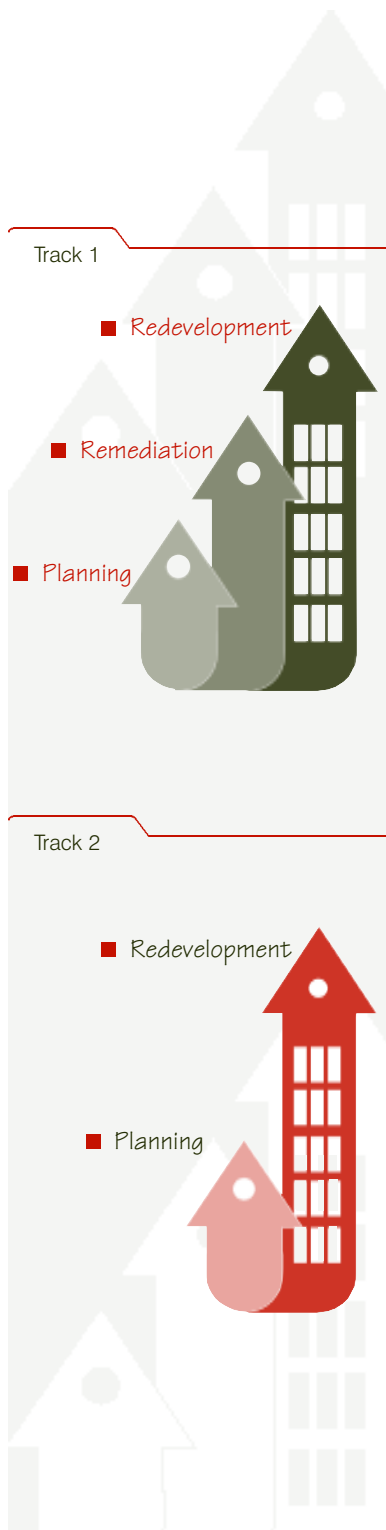 Track 1
Redevelopment
Remediation
Planning
Track 2
Redevelopment
Planning